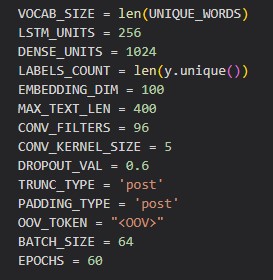 VOCAB_SIZE = len(UNIQUE_WORDS)
LSTM_UNITS = 256
DENSE_UNITS = 1024
LABELS_COUNT = len(y.unique())
EMBEDDING_DIM = 100
MAX_TEXT_LEN = 400
CONV_FILTERS = 96
CONV_KERNEL_SIZE = 5
DROPOUT_VAL = 0.6
TRUNC_TYPE = 'post'
PADDING_TYPE = 'post'
OOV_TOKEN = "<OOV>"
BATCH_SIZE = 64
EPOCHS = 60